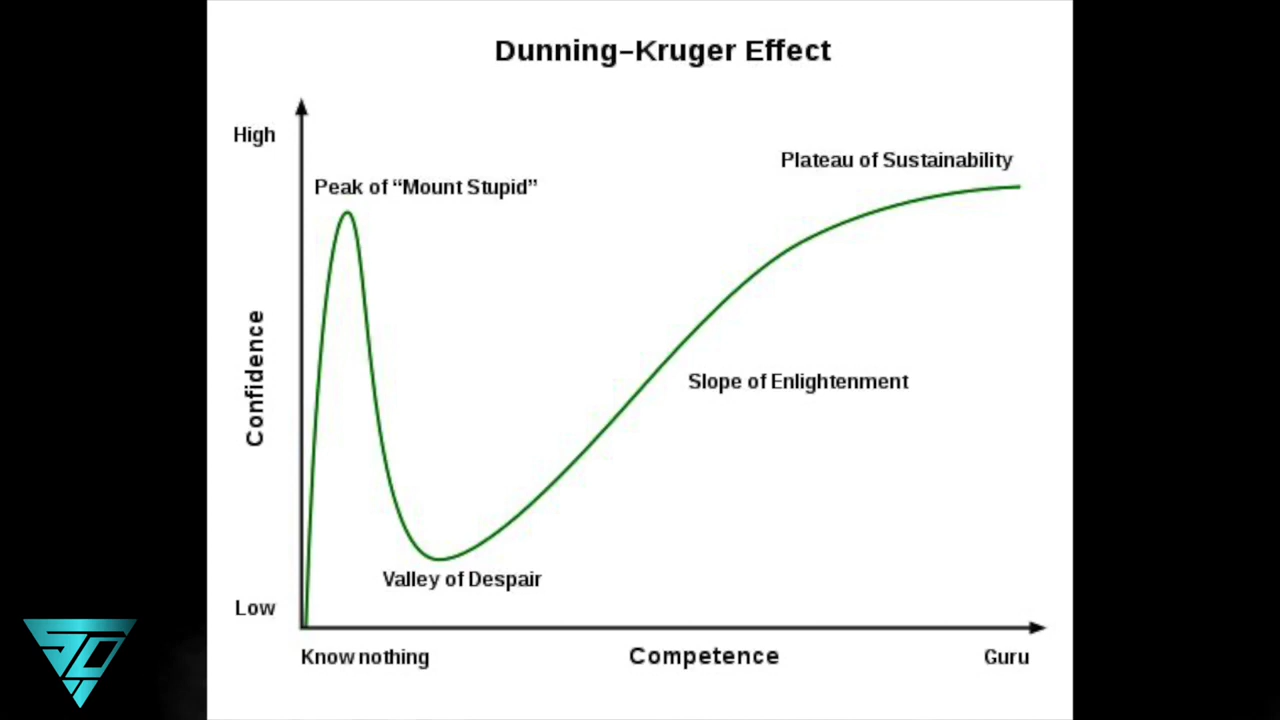 Dunning–Kruger Effect
High
Plateau of Sustainability
Peak of “Mount Stupid”
Confidence
Slope of Enlightenment
Valley of Despair
Low
Know nothing
Competence
Guru